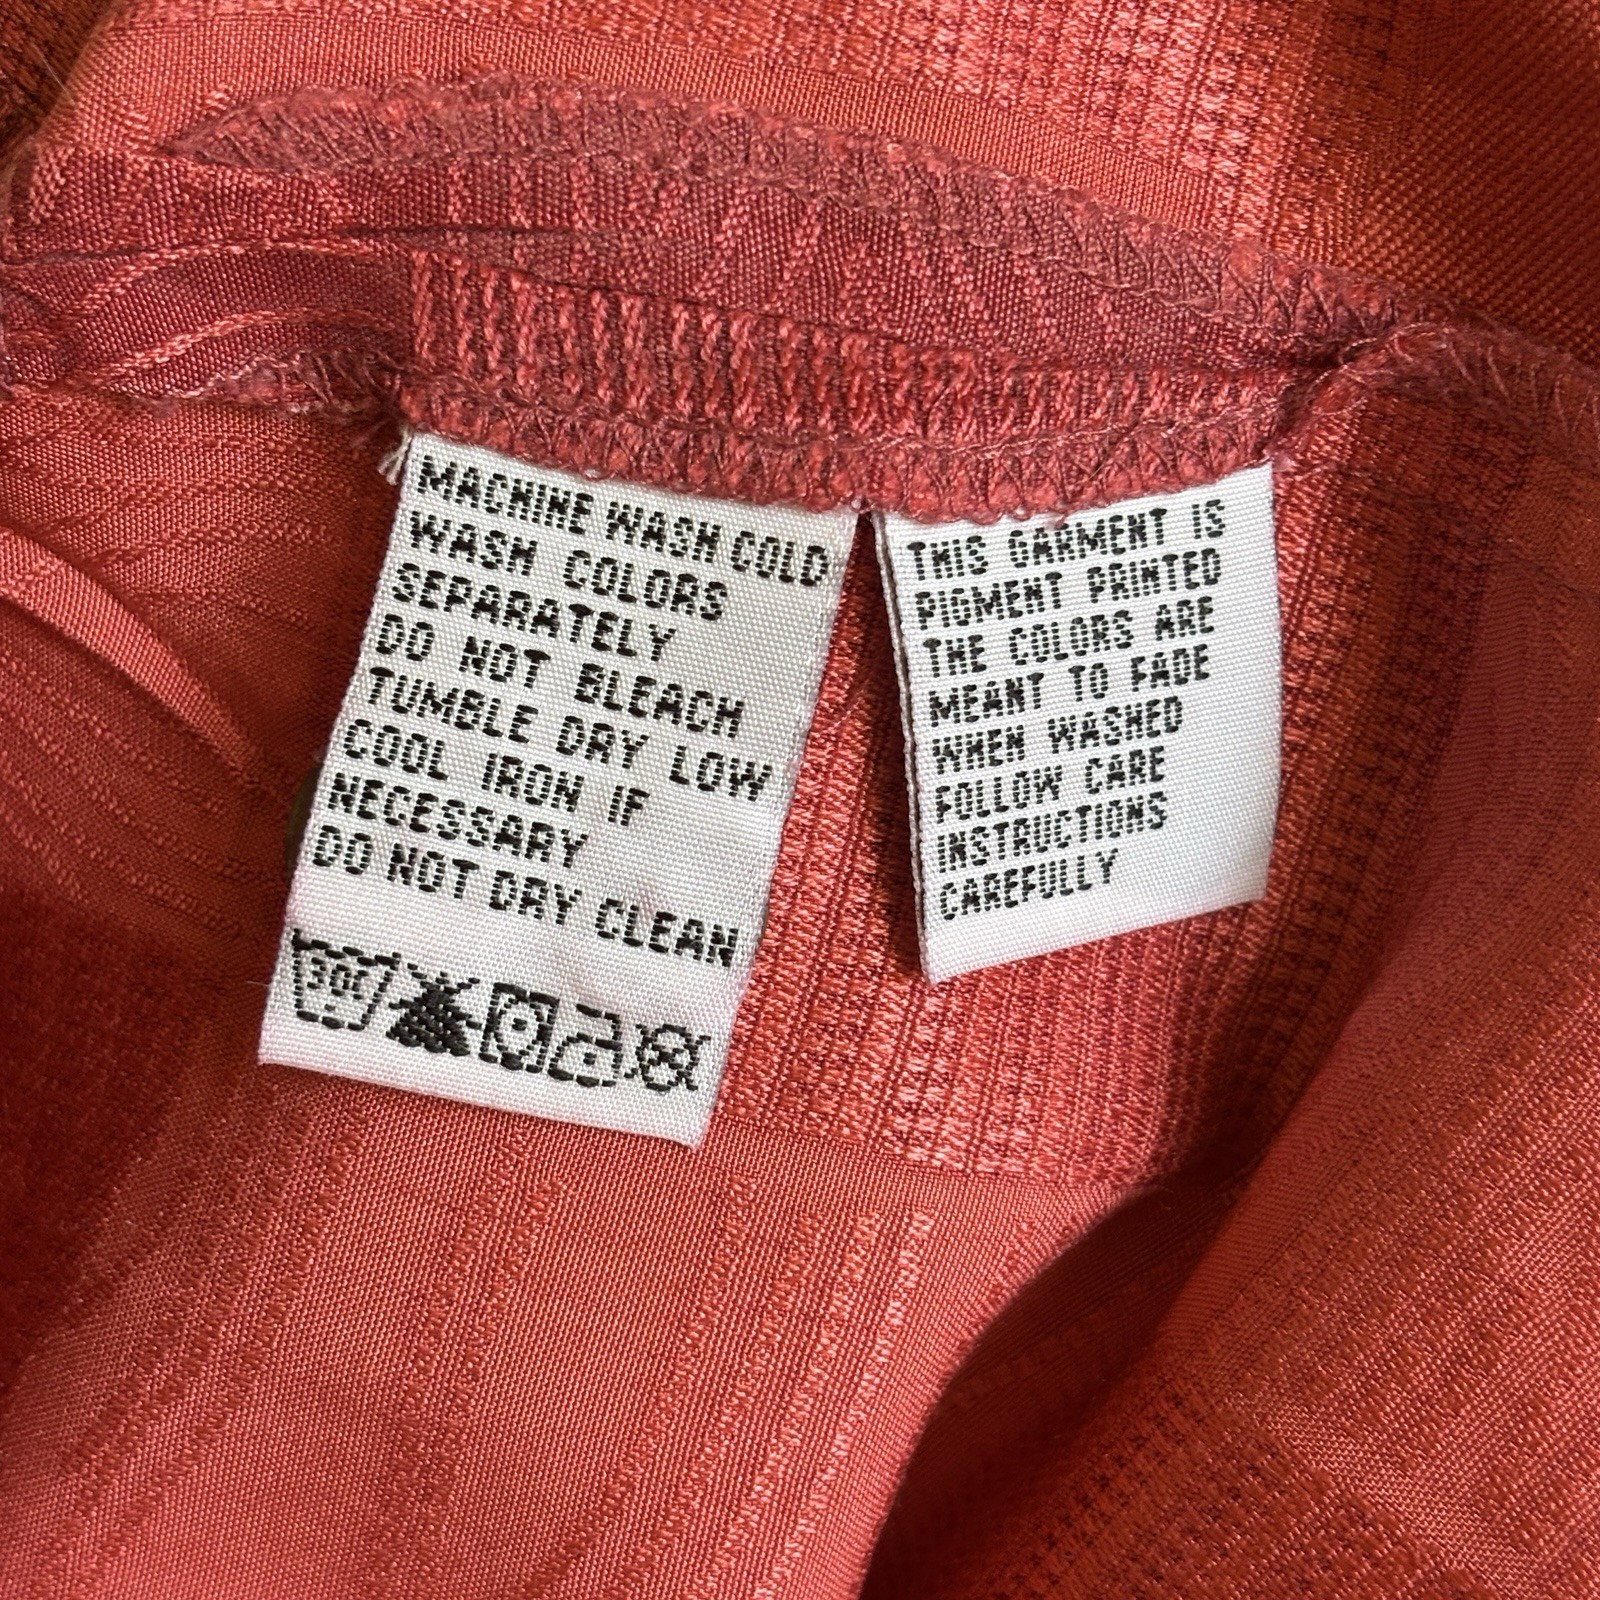 MACHINE WASH COLD
WASH COLORS
SEPARATELY
DO NOT BLEACH
TUMBLE DRY LOW
COOL IRON IF
NECESSARY
DO NOT DRY CLEAN
30C
THIS GARMENT IS
PIGMENT PRINTED
THE COLORS ARE
MEANT TO FADE
WHEN WASHED
FOLLOW CARE
INSTRUCTIONS
CAREFULLY